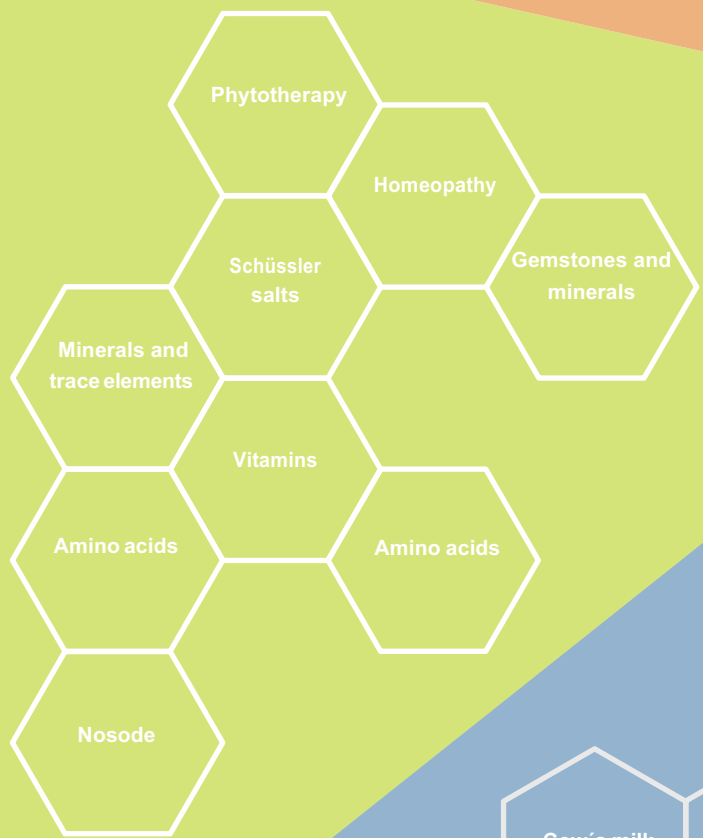 Phytotherapy
Homeopathy
Schüssler
salts
Gemstones and
minerals
Minerals and
trace elements
Vitamins
Amino acids
Amino acids
Nosode